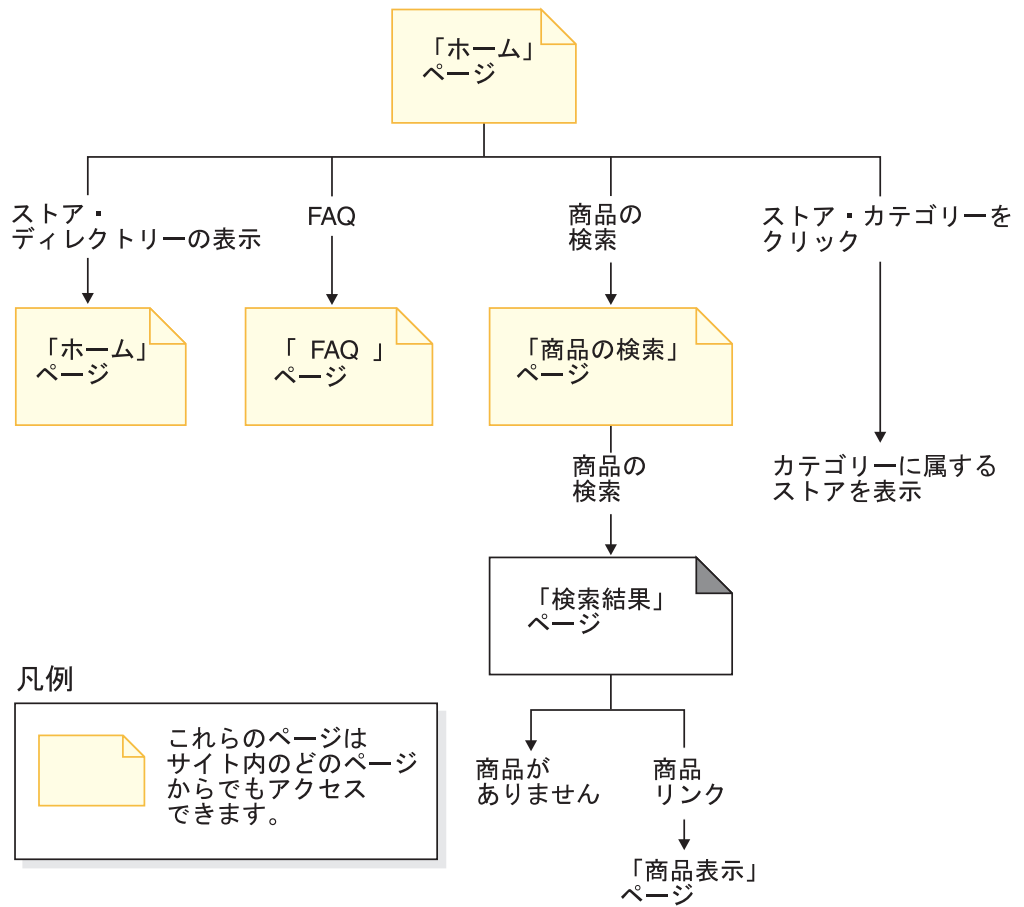 「ホーム」
ページ
ストア・
ディレクトリーの表示
FAQ
商品の
検索
ストア・カテゴリーを
クリック
「ホーム」
ページ
「 FAQ 」
ページ
「商品の検索」
ページ
商品の
検索
カテゴリーに属する
ストアを表示
「検索結果」
ページ
商品が
ありません
商品
リンク
「商品表示」
ページ
凡例
これらのページは
サイト内のどのページ
からでもアクセス
できます。